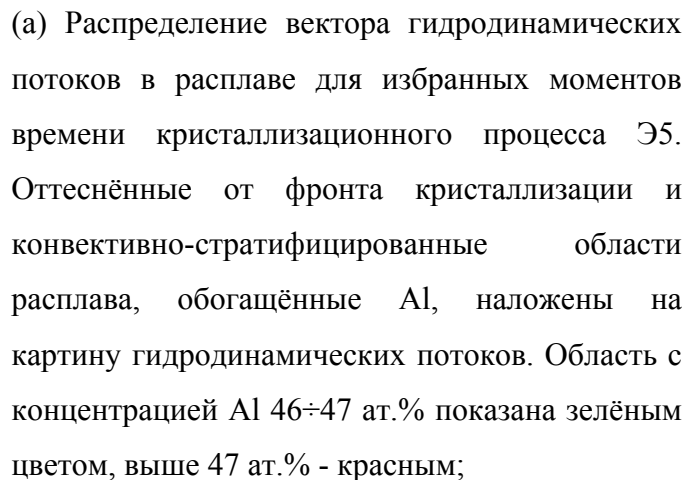 (а) Распределение вектора гидродинамических
потоков в расплаве для избранных моментов
времени кристаллизационного процесса Э5.
Оттеснённые от фронта кристаллизации и
конвективно-стратифицированные области
расплава, обогащённые Al, наложены на
картину гидродинамических потоков. Область с
концентрацией Al 46÷47 ат.% показана зелёным
цветом, выше 47 ат.% - красным;